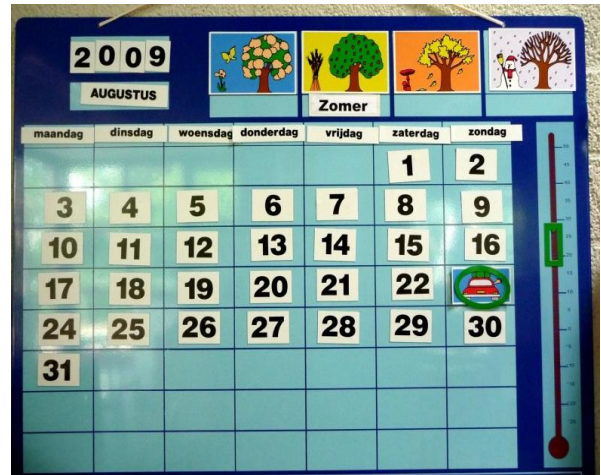 2009
AUGUSTUS
Zomer
maandag dinsdag woensdag donderdag vrijdag zaterdag zondag
1 2
3 4 5 6 7 8 9
10 11 12 13 14 15 16
17 18 19 20 21 22
24 25 26 27 28 29 30
31